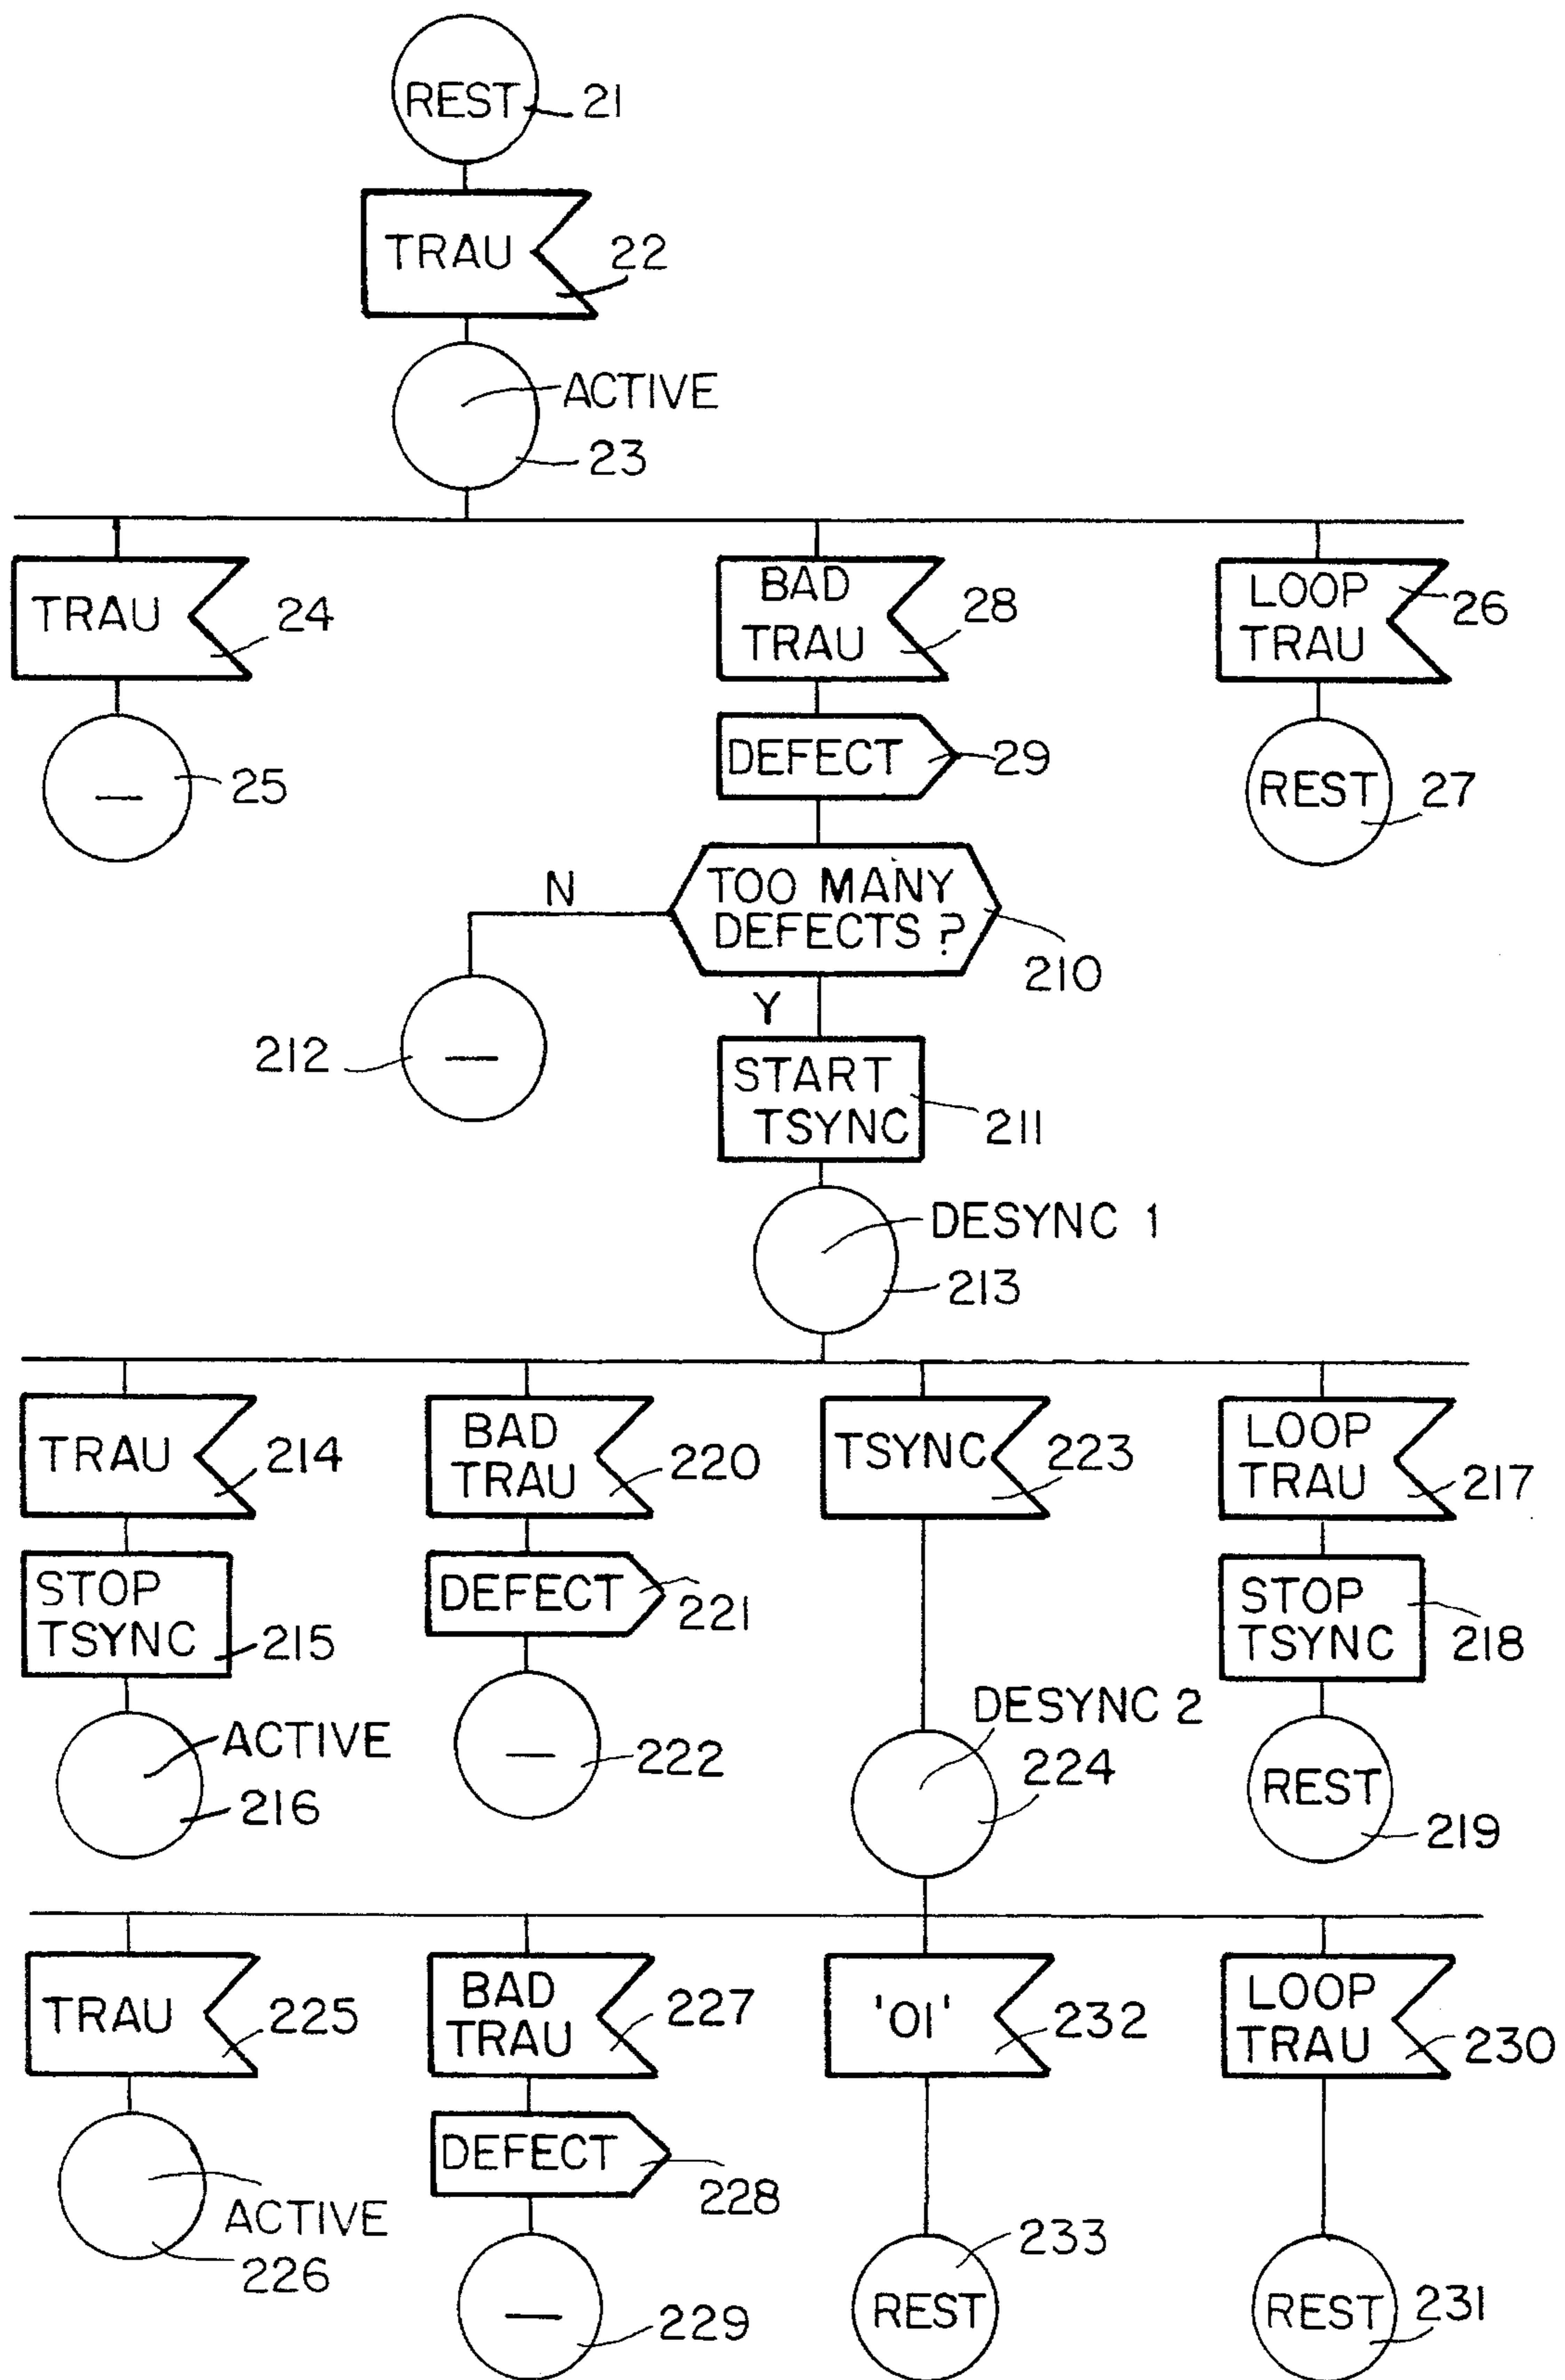 REST 21
TRAU 22
ACTIVE
23
TRAU 24
BAD
TRAU 28
LOOP
TRAU 26
— 25
DEFECT 29
REST 27
TOO MANY
DEFECTS ?
210
N
Y
212 —
START
TSYNC 211
DESYNC 1
213
TRAU 214
BAD
TRAU 220
TSYNC 223
LOOP
TRAU 217
STOP
TSYNC 215
DEFECT 221
STOP
TSYNC 218
ACTIVE
216
— 222
DESYNC 2
224
REST
219
TRAU 225
BAD
TRAU 227
'01' 232
LOOP
TRAU 230
DEFECT
228
ACTIVE
226
— 229
233
REST
REST 231